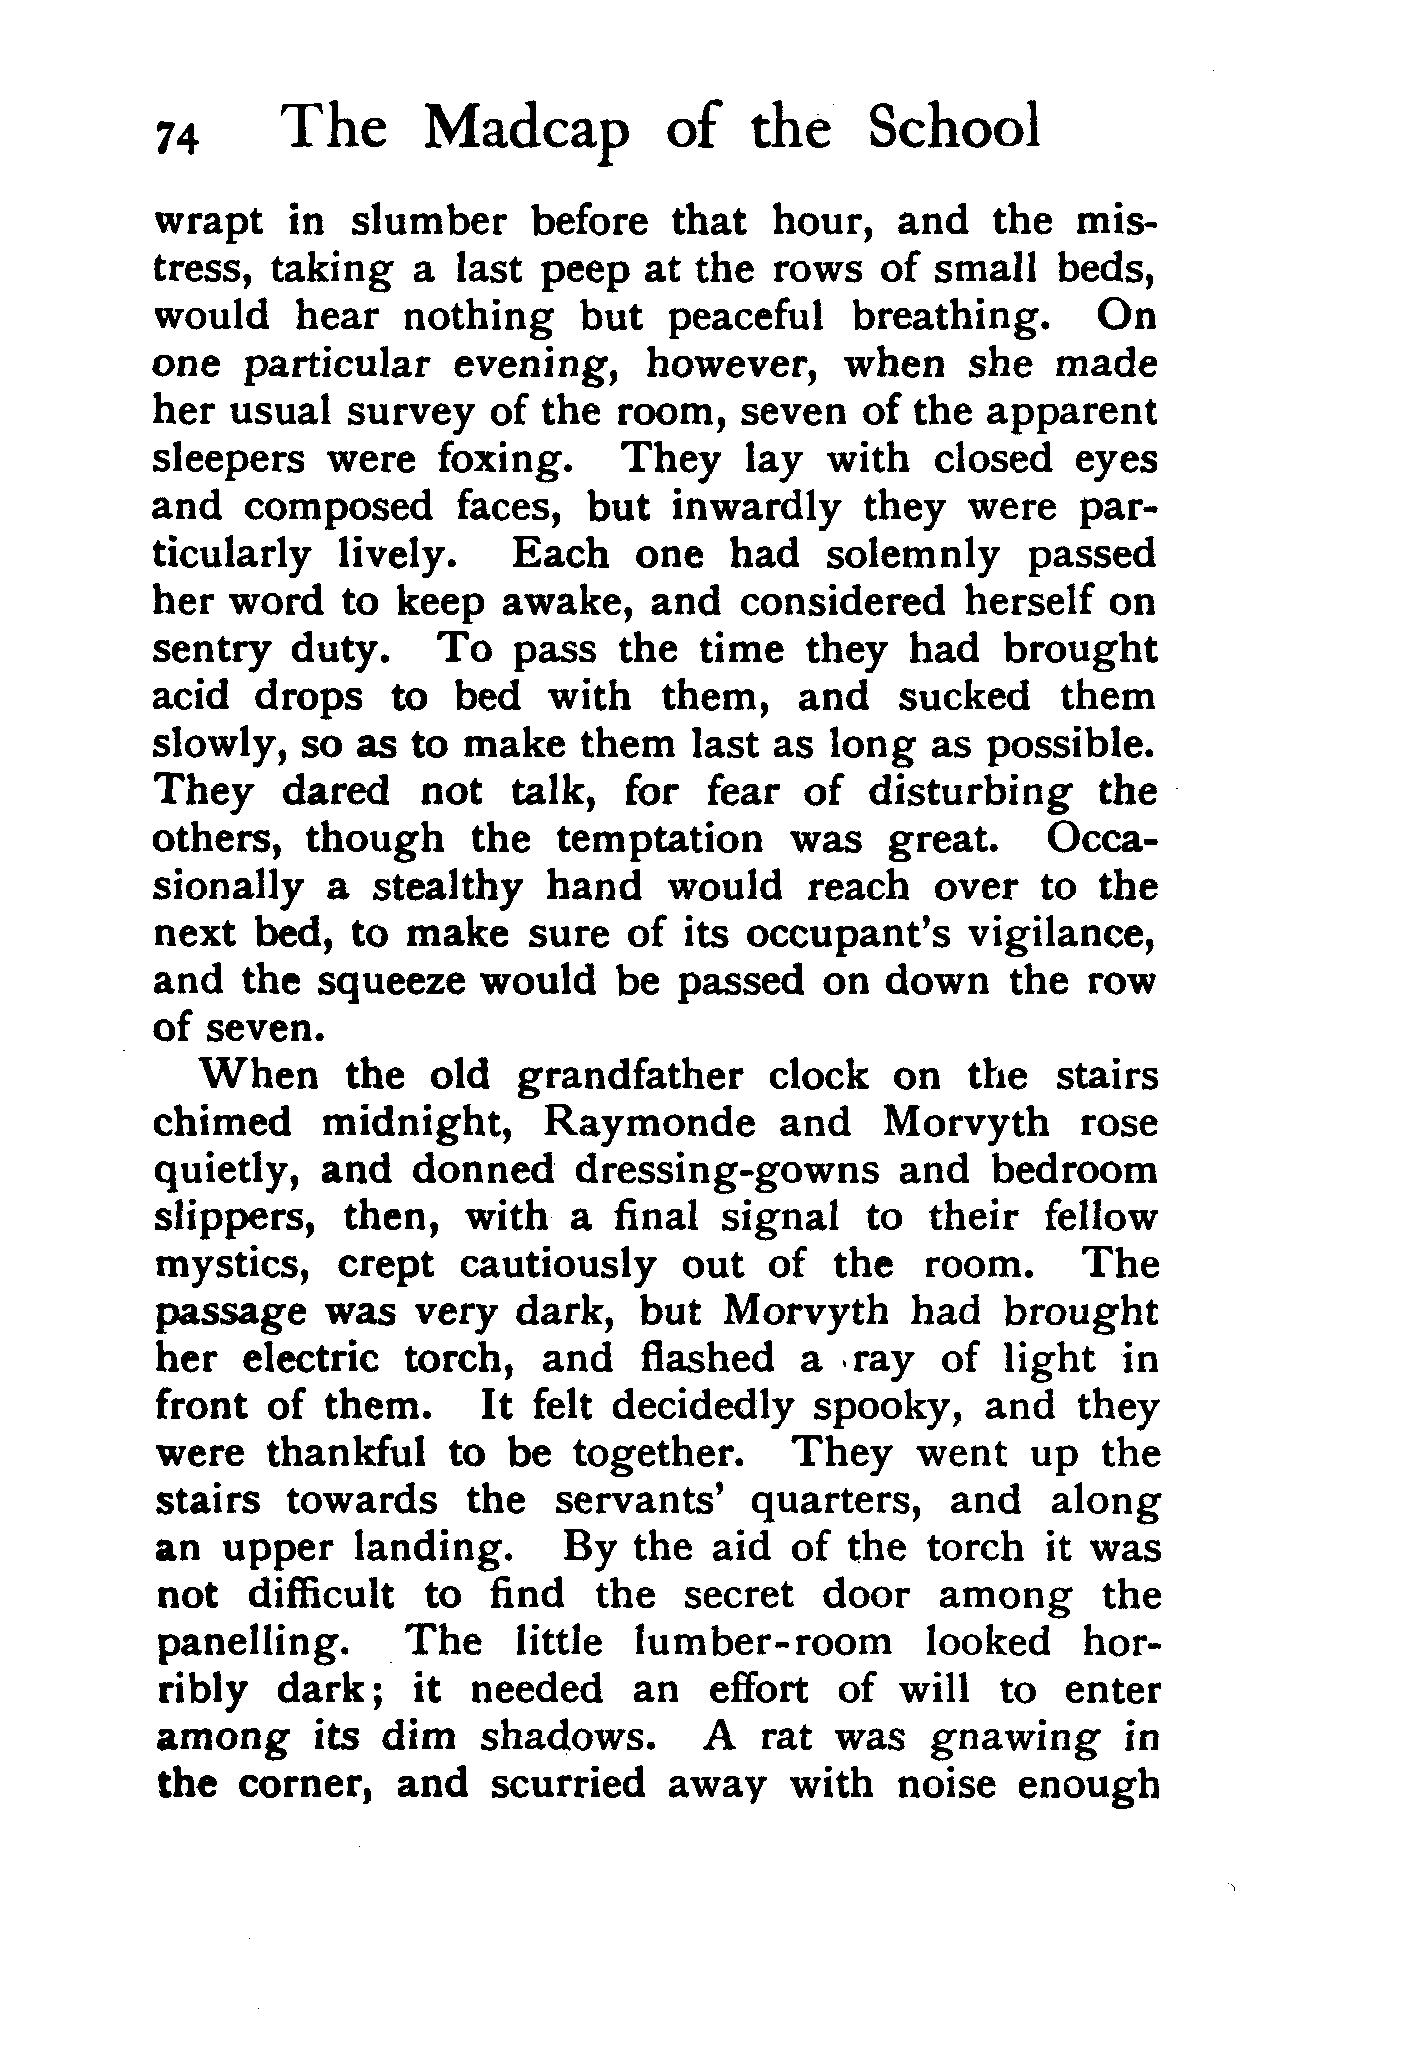 74 The Madcap of the School
wrapt in slumber before that hour, and the mis-
tress, taking a last peep at the rows of small beds,
would hear nothing but peaceful breathing. On
one particular evening, however, when she made
her usual survey of the room, seven of the apparent
sleepers were foxing. They lay with closed eyes
and composed faces, but inwardly they were par-
ticularly lively. Each one had solemnly passed
her word to keep awake, and considered herself on
sentry duty. To pass the time they had brought
acid drops to bed with them, and sucked them
slowly, so as to make them last as long as possible.
They dared not talk, for fear of disturbing the
others, though the temptation was great. Occa-
sionally a stealthy hand would reach over to the
next bed, to make sure of its occupant's vigilance,
and the squeeze would be passed on down the row
of seven.
When the old grandfather clock on the stairs
chimed midnight, Raymonde and Morvyth rose
quietly, and donned dressing-gowns and bedroom
slippers, then, with a final signal to their fellow
mystics, crept cautiously out of the room. The
passage was very dark, but Morvyth had brought
her electric torch, and flashed a ray of light in
front of them. It felt decidedly spooky, and they
were thankful to be together. They went up the
stairs towards the servants' quarters, and along
an upper landing. By the aid of the torch it was
not difficult to find the secret door among the
panelling. The little lumber-room looked hor-
ribly dark; it needed an effort of will to enter
among its dim shadows. A rat was gnawing in
the corner, and scurried away with noise enough